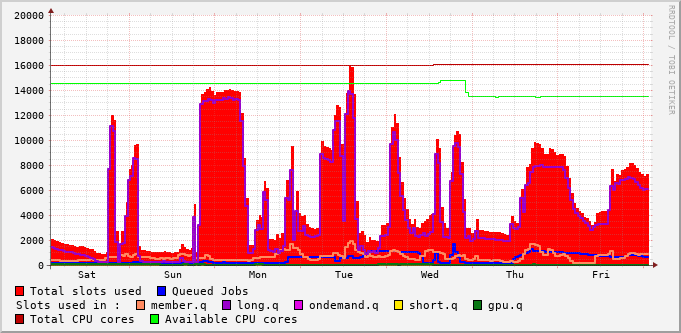 20000
18000
16000
14000
12000
10000
8000
6000
4000
2000
0
Sat Sun Mon Tue Wed Thu Fri
Total slots used Queued Jobs
Slots used in : member.q long.q ondemand.q short.q gpu.q
Total CPU cores Available CPU cores
RRDTOOL / TOBI OETIKER